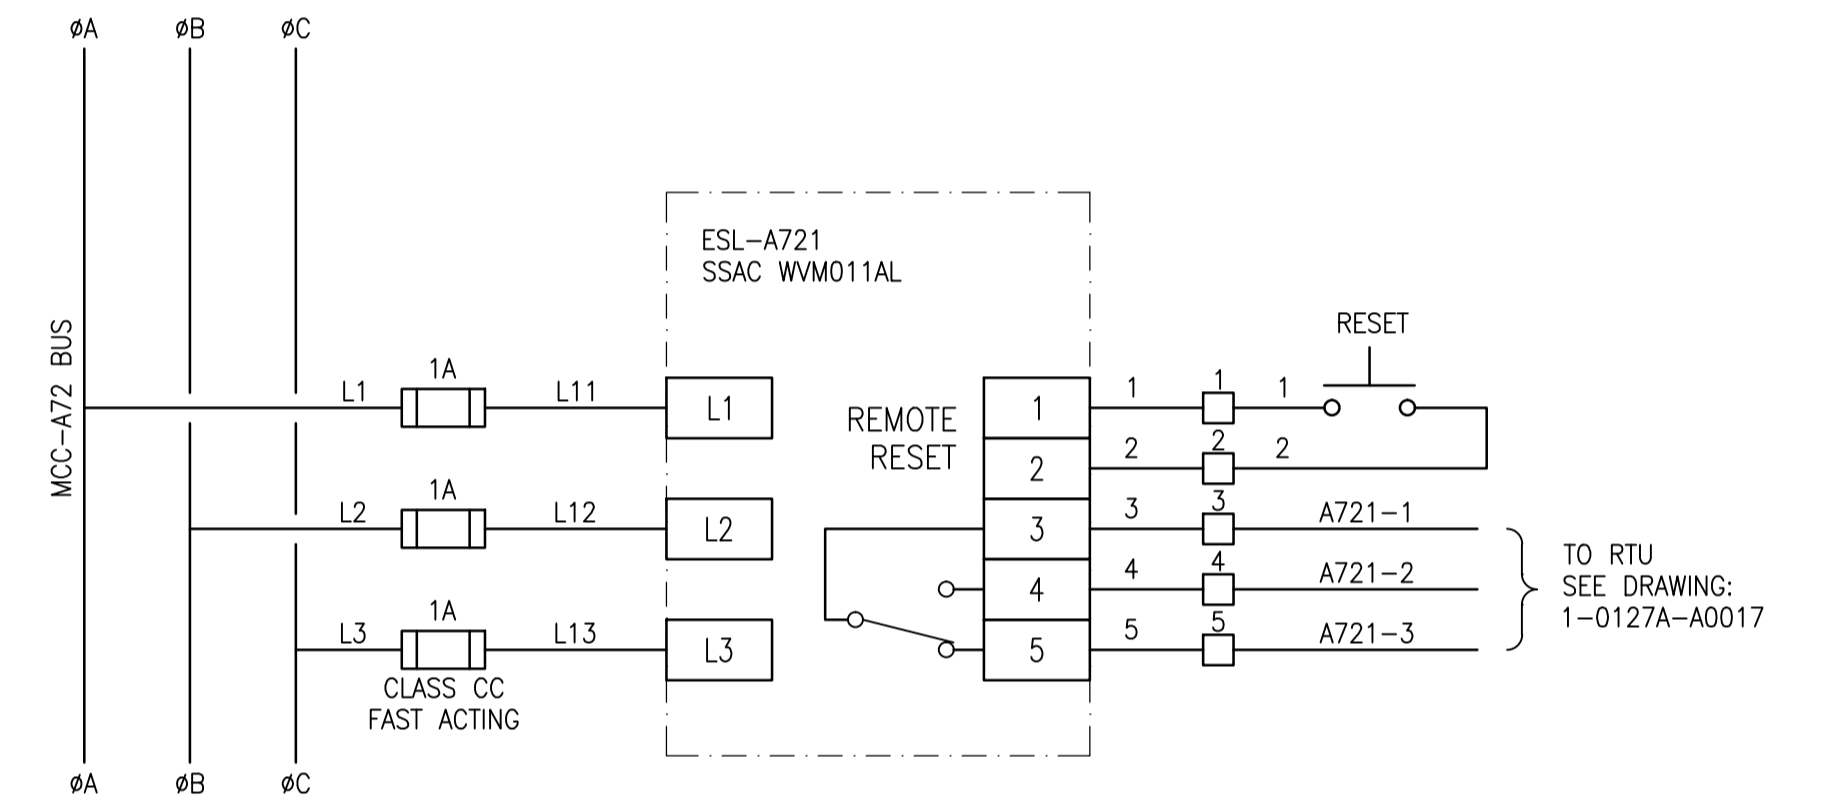 øA
øB
øC
ESL-A721
SSAC WVM011AL
MCC-A72 BUS
L1
1A
L11
L1
REMOTE
RESET
1
1
1
1
RESET
2
2
2
2
L2
1A
L12
L2
3
3
3
A721-1
4
4
4
A721-2
TO RTU
SEE DRAWING:
1-0127A-A0017
L3
1A
L13
L3
5
5
5
A721-3
CLASS CC
FAST ACTING
øA
øB
øC